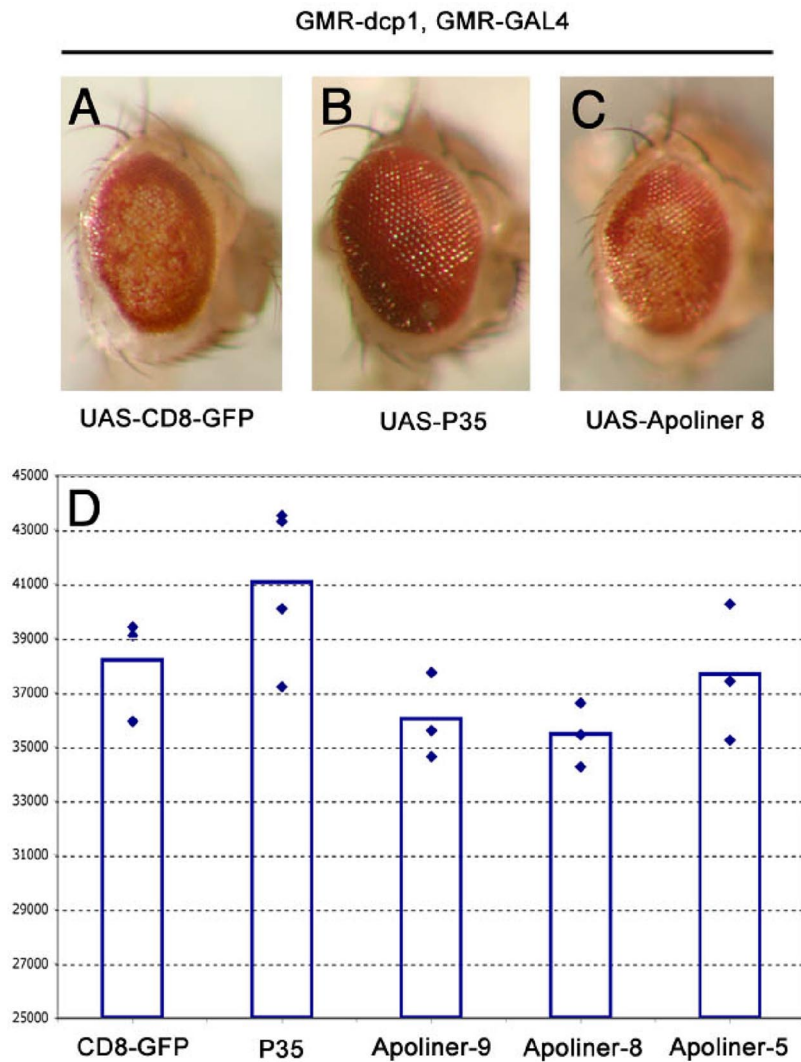 GMR-dcp1, GMR-GAL4
A B C
UAS-CD8-GFP UAS-P35 UAS-Apoliner 8
D
45000
43000
41000
39000
37000
35000
33000
31000
29000
27000
25000
CD8-GFP P35 Apoliner-9 Apoliner-8 Apoliner-5